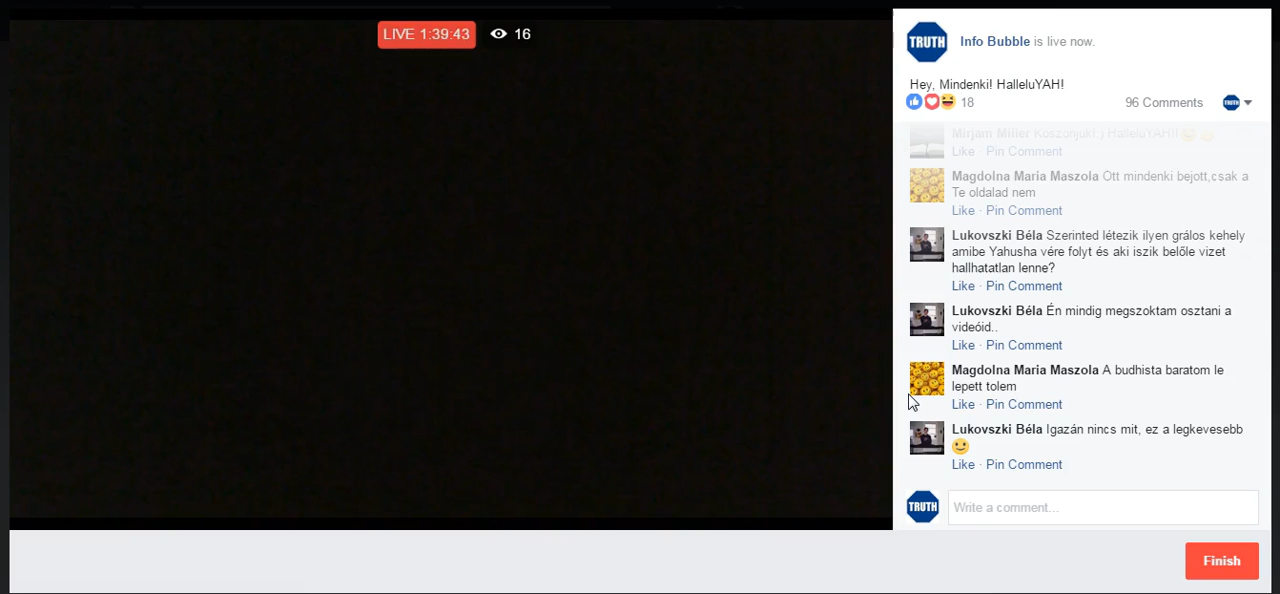 LIVE 1:39:43
16
TRUTH
Info Bubble is live now.
Hey, Mindenki! HalleluYAH!
18
96 Comments
TRUTH
Mirjam Miller Köszönjük!:) HalleluYAH!!
Like · Pin Comment
Magdolna Maria Maszola Ott mindenki bejott,csak a
Te oldalad nem
Like · Pin Comment
Lukovszki Béla Szerinted létezik ilyen grálos kehely
amibe Yahusha vére folyt és aki iszik belőle vizet
hallhatatlan lenne?
Like · Pin Comment
Lukovszki Béla Én mindig megszoktam osztani a
videóid..
Like · Pin Comment
Magdolna Maria Maszola A budhista baratom le
lepett tolem
Like · Pin Comment
Lukovszki Béla Igazán nincs mit, ez a legkevesebb
Like · Pin Comment
TRUTH
Write a comment...
Finish